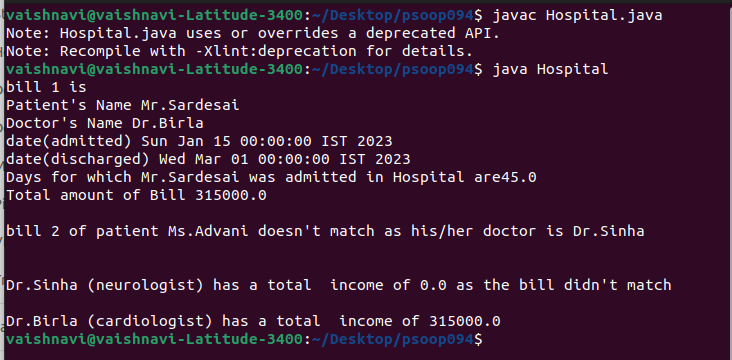 vaishnavi@vaishnavi-Latitude-3400:~/Desktop/psoop094$ javac Hospital.java
Note: Hospital.java uses or overrides a deprecated API.
Note: Recompile with -Xlint:deprecation for details.
vaishnavi@vaishnavi-Latitude-3400:~/Desktop/psoop094$ java Hospital
bill 1 is
Patient's Name Mr.Sardesai
Doctor's Name Dr.Birla
date(admitted) Sun Jan 15 00:00:00 IST 2023
date(discharged) Wed Mar 01 00:00:00 IST 2023
Days for which Mr.Sardesai was admitted in Hospital are45.0
Total amount of Bill 315000.0
bill 2 of patient Ms.Advani doesn't match as his/her doctor is Dr.Sinha
Dr.Sinha (neurologist) has a total  income of 0.0 as the bill didn't match
Dr.Birla (cardiologist) has a total  income of 315000.0
vaishnavi@vaishnavi-Latitude-3400:~/Desktop/psoop094$